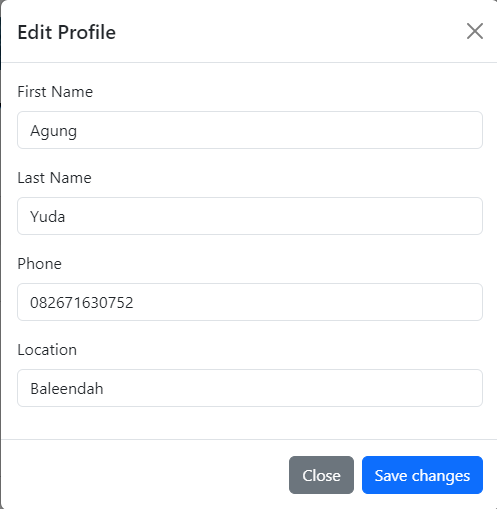 Edit Profile
First Name
Agung
Last Name
Yuda
Phone
082671630752
Location
Baleendah
Close Save changes